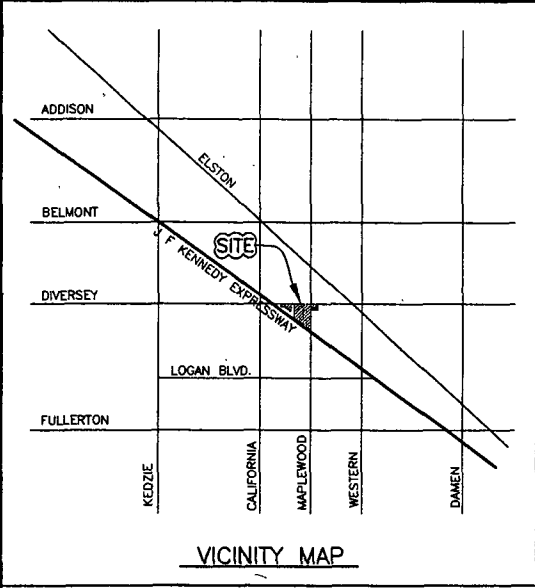 ADDISON
ELSTON
BELMONT
SITE
J F KENNEDY EXPRESSWAY
DIVERSEY
LOGAN BLVD.
FULLERTON
KEDZIE
CALIFORNIA
MAPLEWOOD
WESTERN
DAMEN
VICINITY MAP